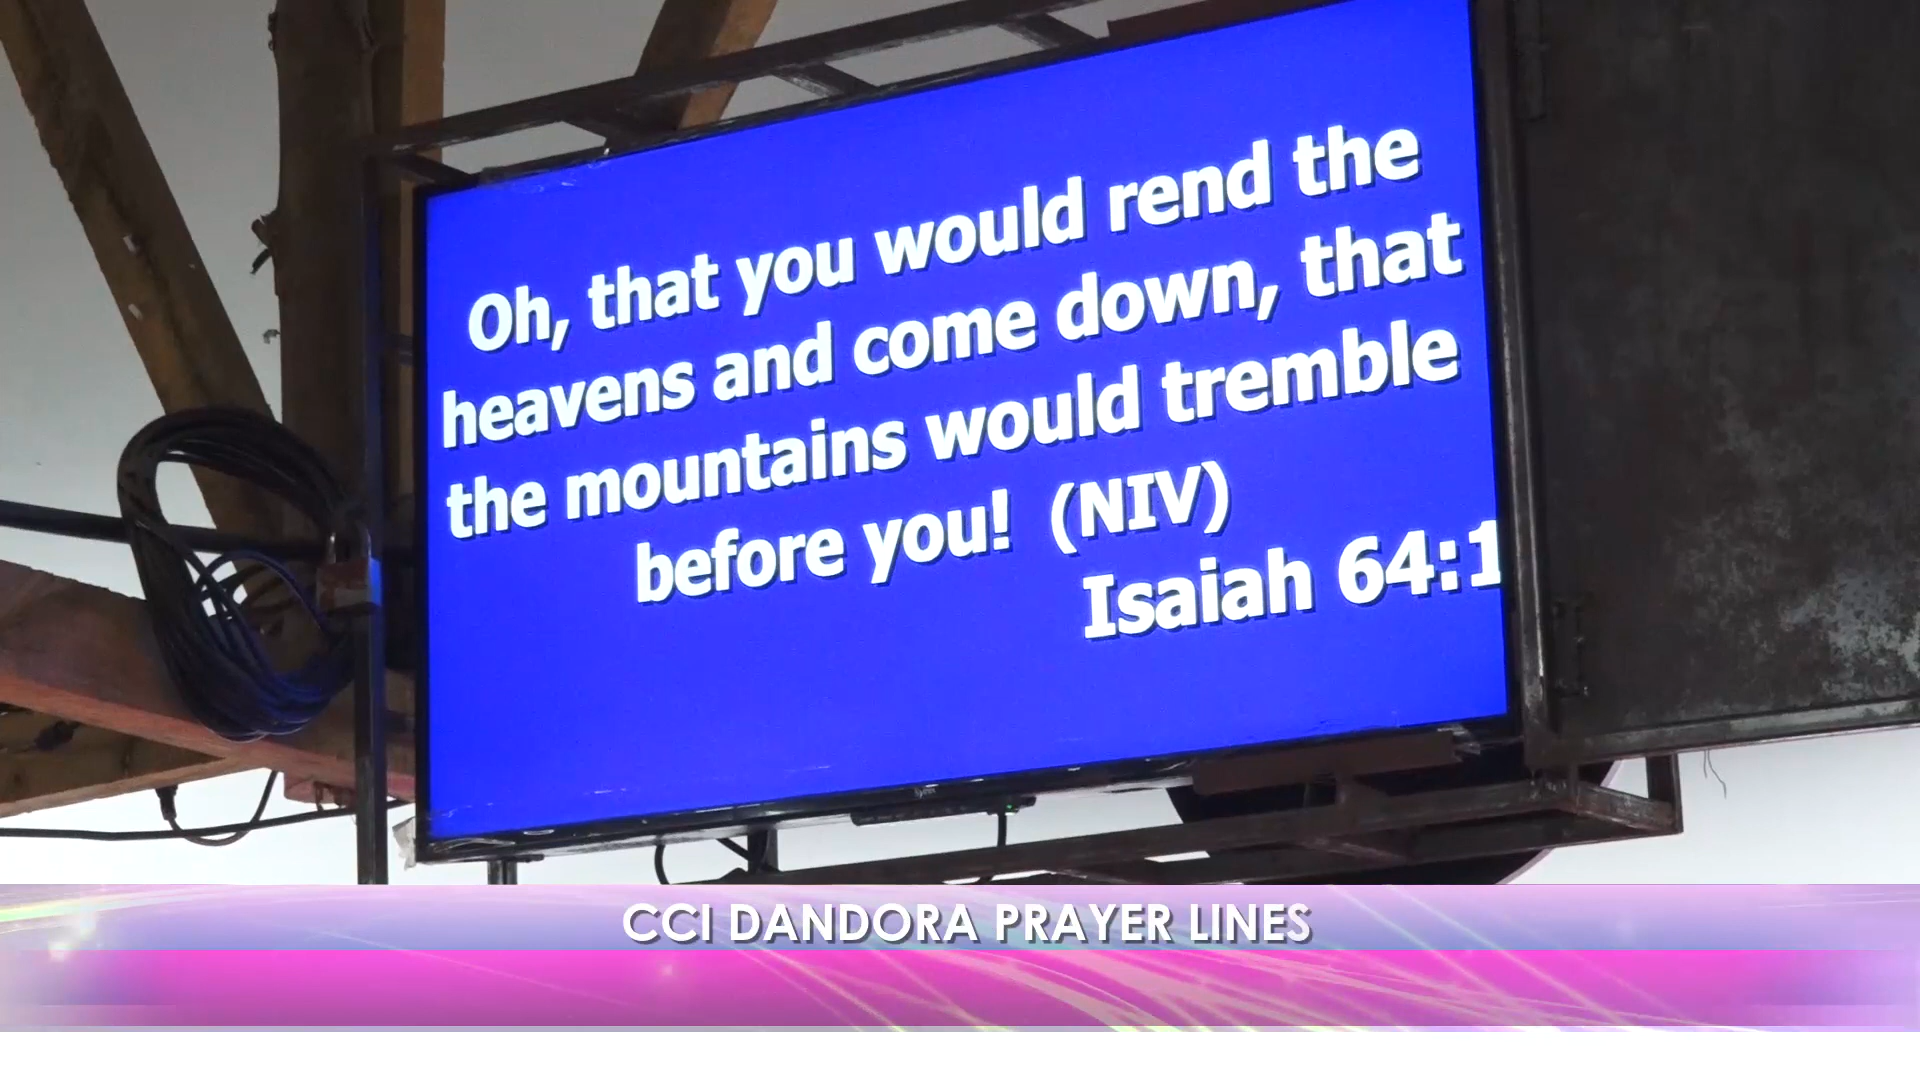 Oh, that you would rend the
heavens and come down, that
the mountains would tremble
before you! (NIV)
Isaiah 64:1
CCI DANDORA PRAYER LINES